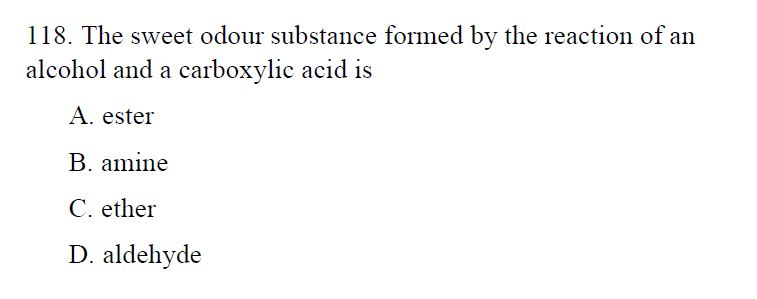 118. The sweet odour substance formed by the reaction of an
alcohol and a carboxylic acid is
A. ester
B. amine
C. ether
D. aldehyde